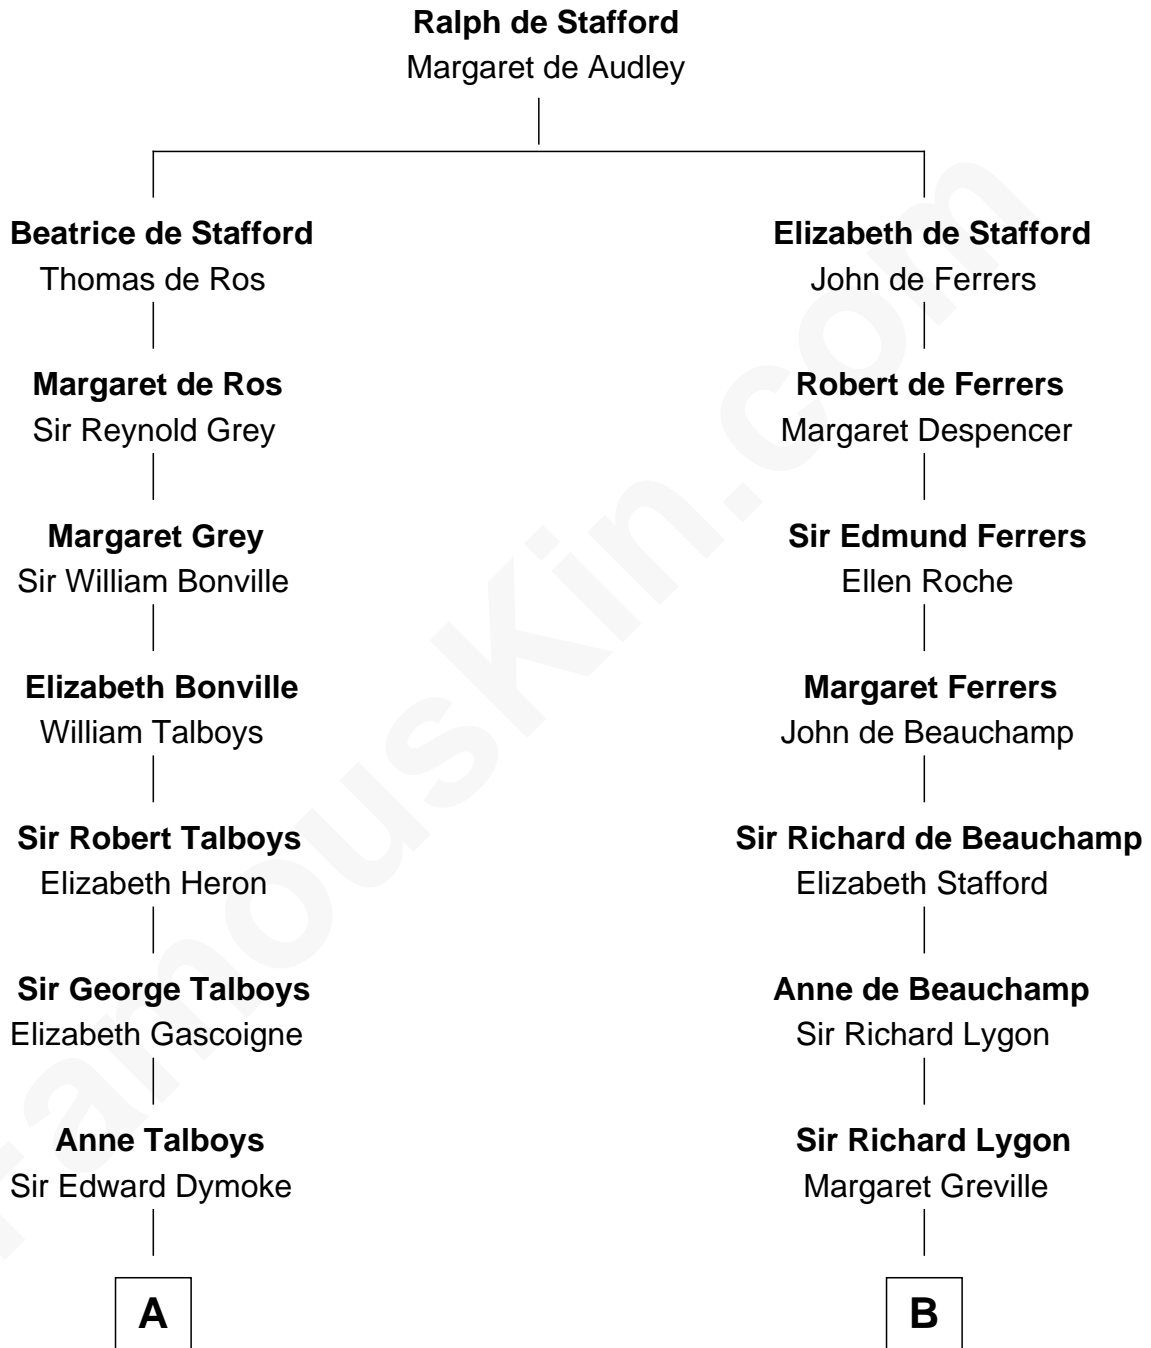 Ralph de Stafford
Margaret de Audley
Beatrice de Stafford
Thomas de Ros
Elizabeth de Stafford
John de Ferrers
Margaret de Ros
Sir Reynold Grey
Robert de Ferrers
Margaret Despencer
Margaret Grey
Sir William Bonville
Sir Edmund Ferrers
Ellen Roche
Elizabeth Bonville
William Talboys
Margaret Ferrers
John de Beauchamp
Sir Robert Talboys
Elizabeth Heron
Sir Richard de Beauchamp
Elizabeth Stafford
Sir George Talboys
Elizabeth Gascoigne
Anne de Beauchamp
Sir Richard Lygon
Anne Talboys
Sir Edward Dymoke
Sir Richard Lygon
Margaret Greville
A
B
FamousKin.com